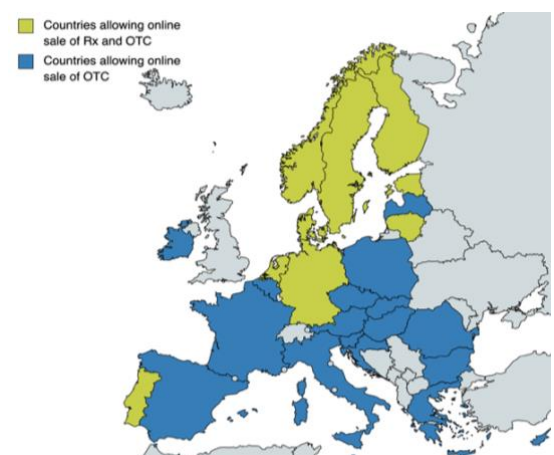 Countries allowing online
sale of Rx and OTC
Countries allowing online
sale of OTC